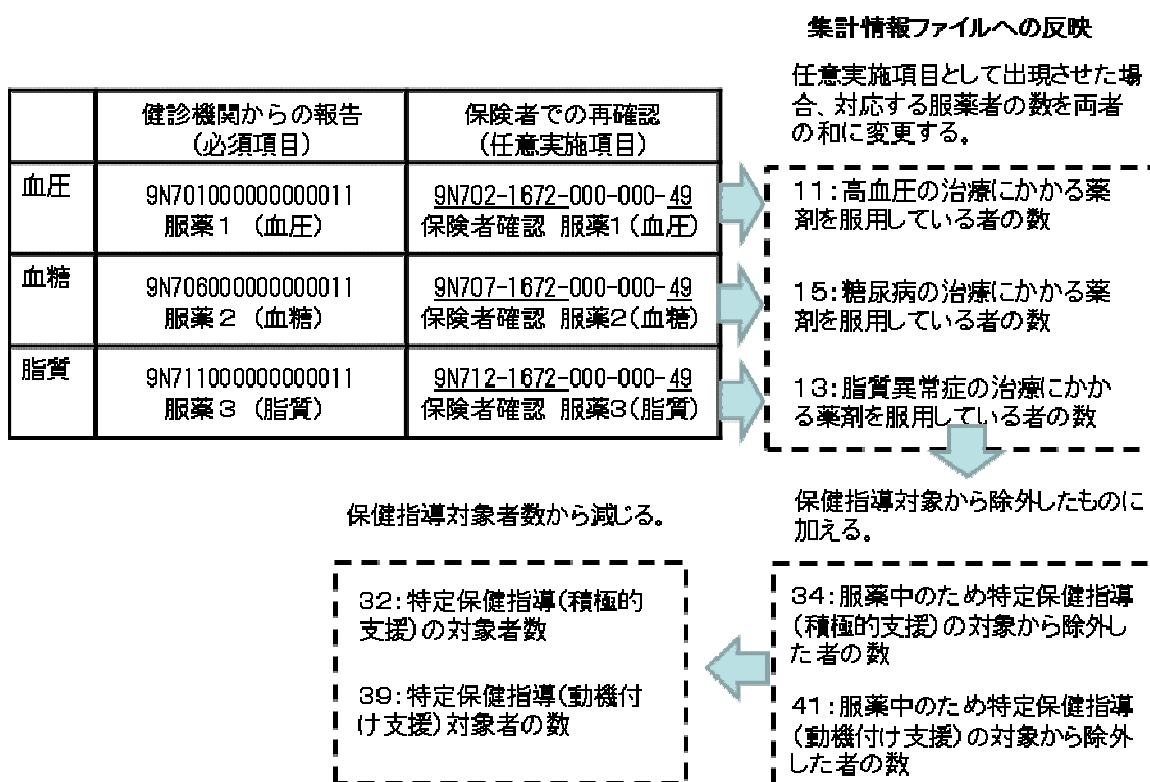 集計情報ファイルへの反映
任意実施項目として出現させた場
合、対応する服薬者の数を両者
の和に変更する。
健診機関からの報告
（必須項目）
保険者での再確認
（任意実施項目）
血圧
9N701000000000011
服薬１（血圧）
9N702-1672-000-000-49
保険者確認 服薬1（血圧）
11：高血圧の治療にかかる薬
剤を服用している者の数
血糖
9N706000000000011
服薬２（血糖）
9N707-1672-000-000-49
保険者確認 服薬2（血糖）
15：糖尿病の治療にかかる薬
剤を服用している者の数
脂質
9N711000000000011
服薬３（脂質）
9N712-1672-000-000-49
保険者確認 服薬3（脂質）
13：脂質異常症の治療にかか
る薬剤を服用している者の数
保健指導対象から除外したものに
加える。
保健指導対象者数から減じる。
34：服薬中のため特定保健指導
（積極的支援）の対象から除外し
た者の数
41：服薬中のため特定保健指導
（動機付け支援）の対象から除外
した者の数
32：特定保健指導（積極的
支援）の対象者数
39：特定保健指導（動機付
け支援）対象者の数